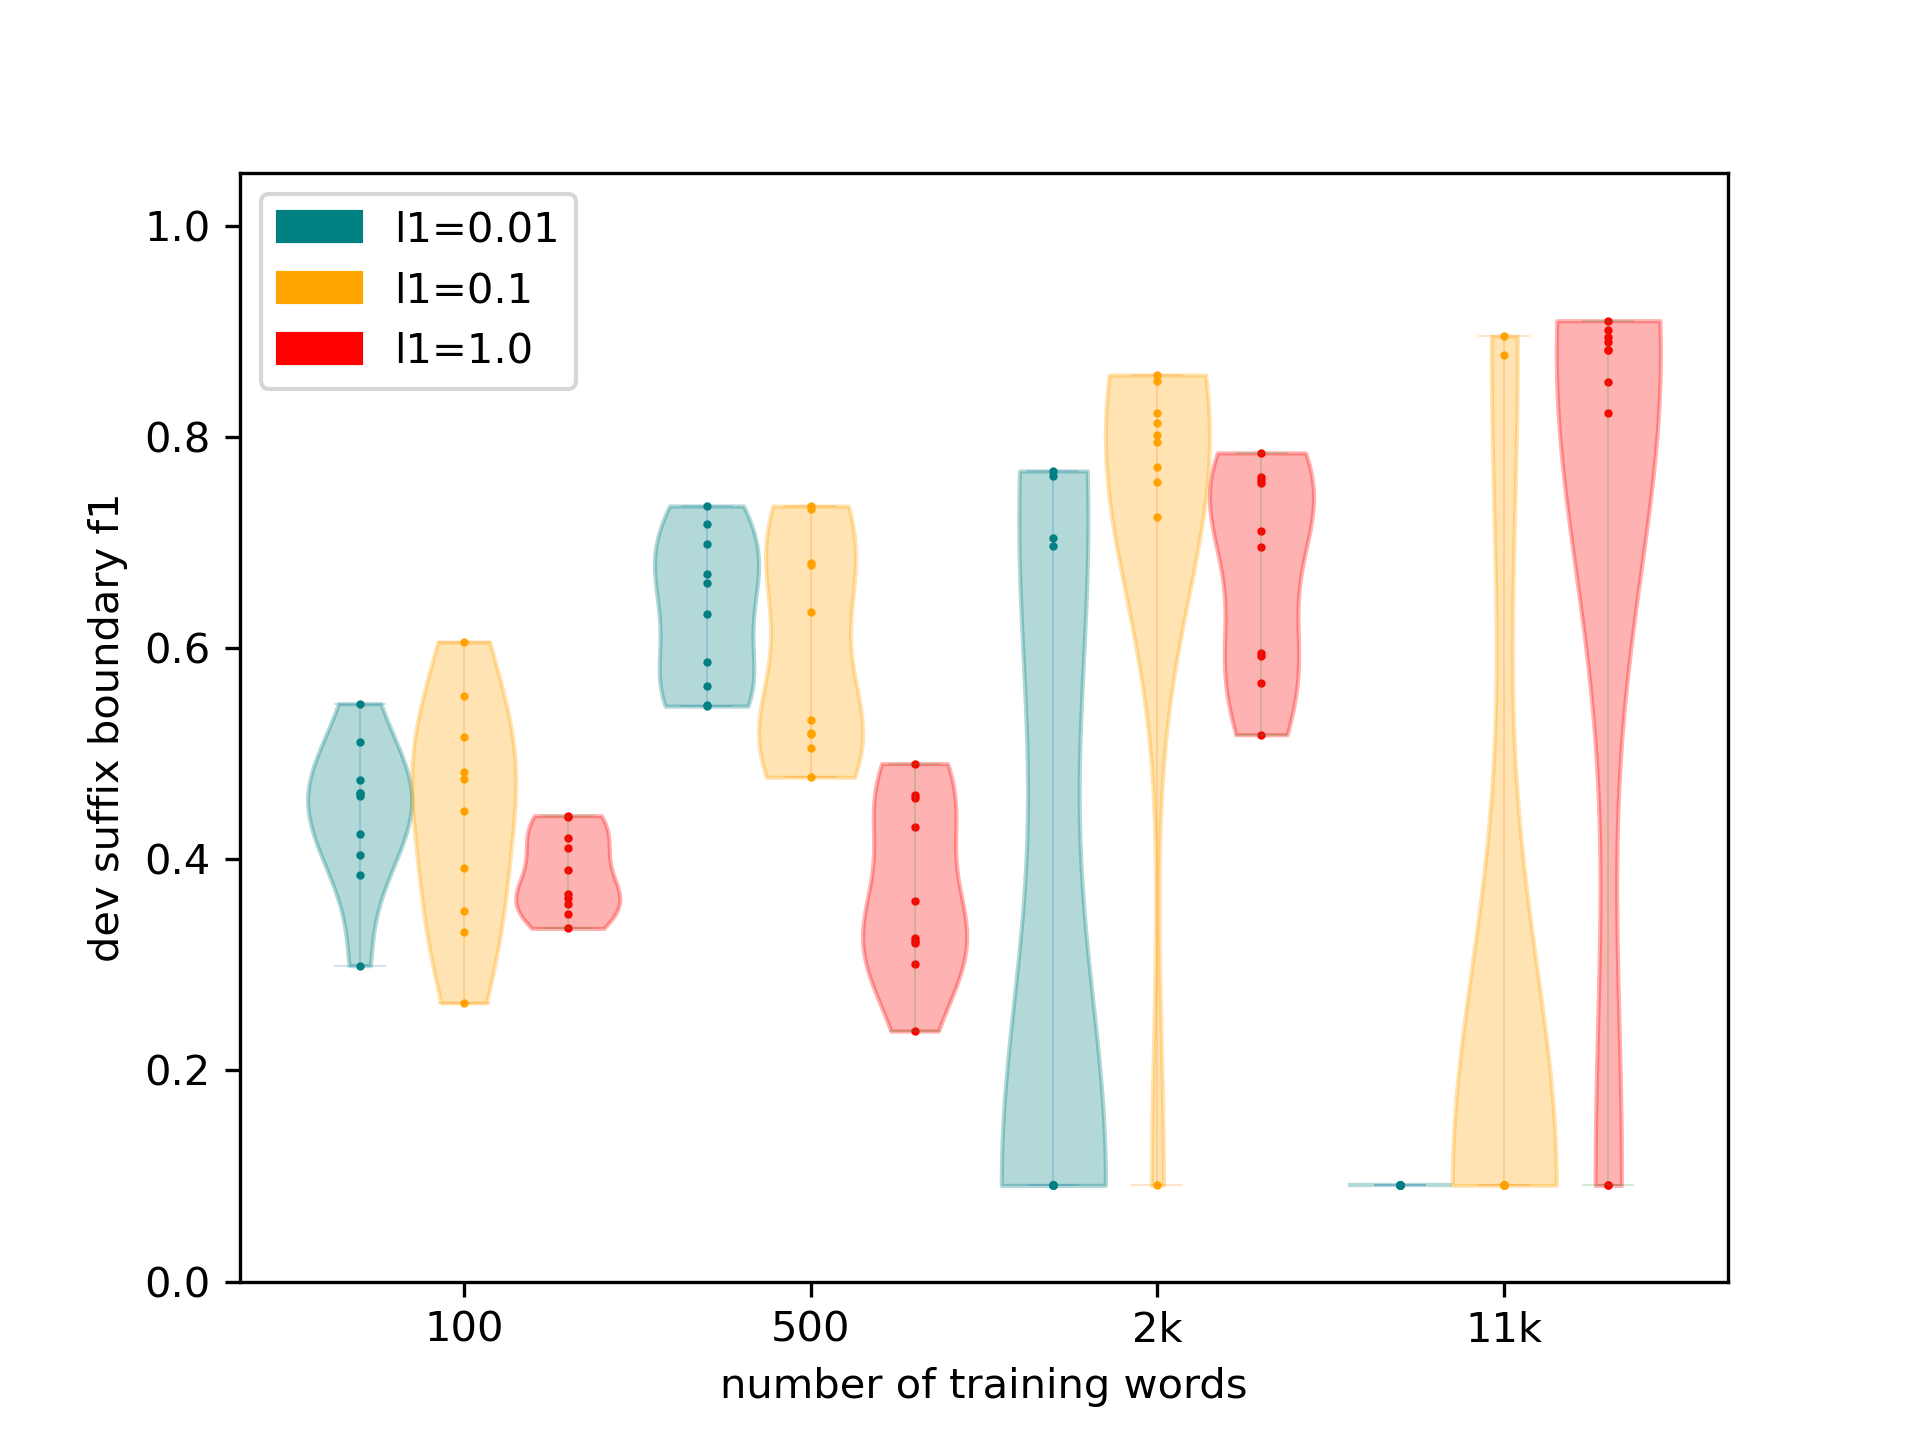 l1=0.01
l1=0.1
l1=1.0
1.0
0.8
0.6
0.4
0.2
0.0
dev suffix boundary f1
100 500 2k 11k
number of training words